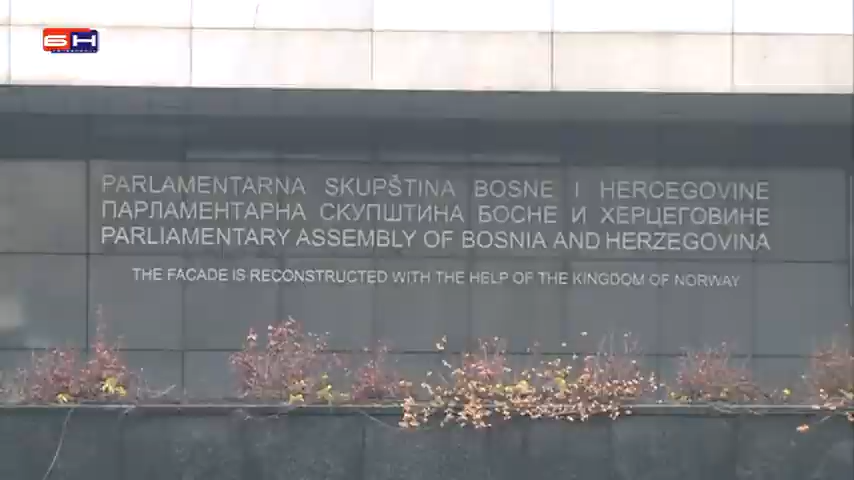 БН
PARLAMENTARNA SKUPŠTINA BOSNE I HERCEGOVINE
ПАРЛАМЕНТАРНА СКУПШТИНА БОСНЕ И ХЕРЦЕГОВИНЕ
PARLIAMENTARY ASSEMBLY OF BOSNIA AND HERZEGOVINA
THE FACADE IS RECONSTRUCTED WITH THE HELP OF THE KINGDOM OF NORWAY